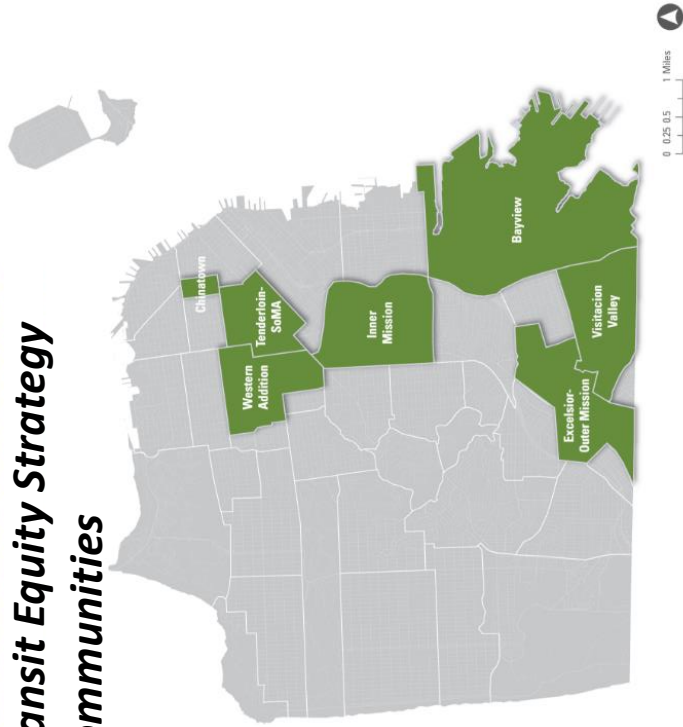 ansit Equity Strategy
ommunities
Chinatown
Tenderloin-
SoMA
Western
Addition
Inner
Mission
Bayview
Visitacion
Valley
Excelsior-
Outer Mission
0 0.25 0.5 1 Miles